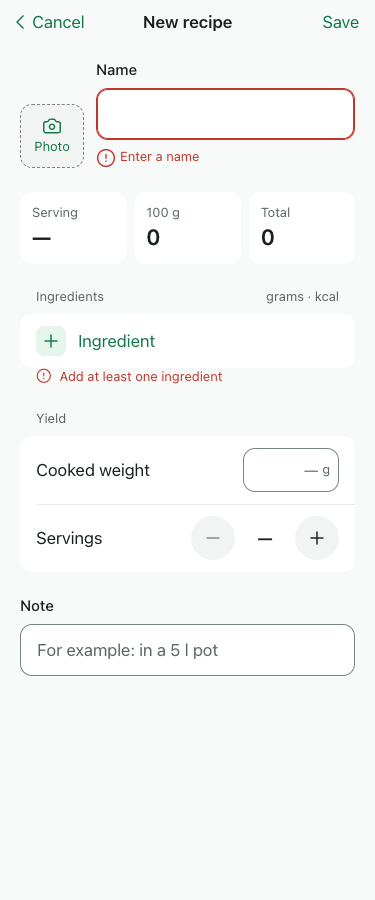 Cancel
New recipe
Save
Name
Photo
Enter a name
Serving
—
100 g
0
Total
0
Ingredients
grams · kcal
Ingredient
Add at least one ingredient
Yield
Cooked weight
— g
Servings
—
Note
For example: in a 5 l pot